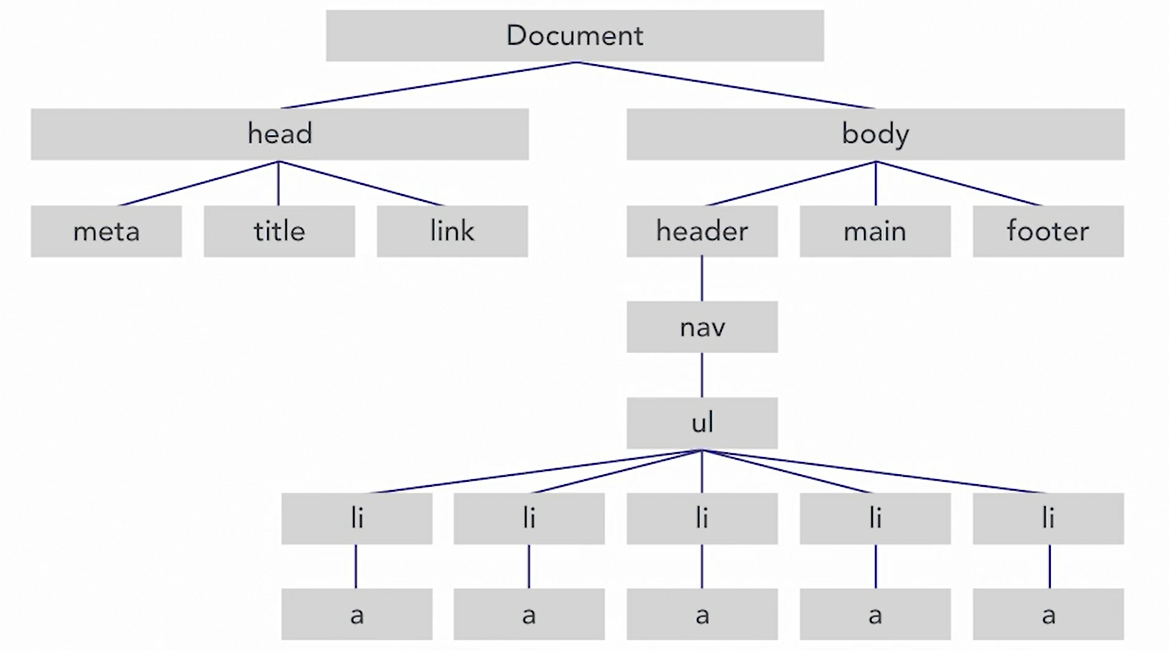 Document
head
body
meta
title
link
header
main
footer
nav
ul
li
li
li
li
li
a
a
a
a
a